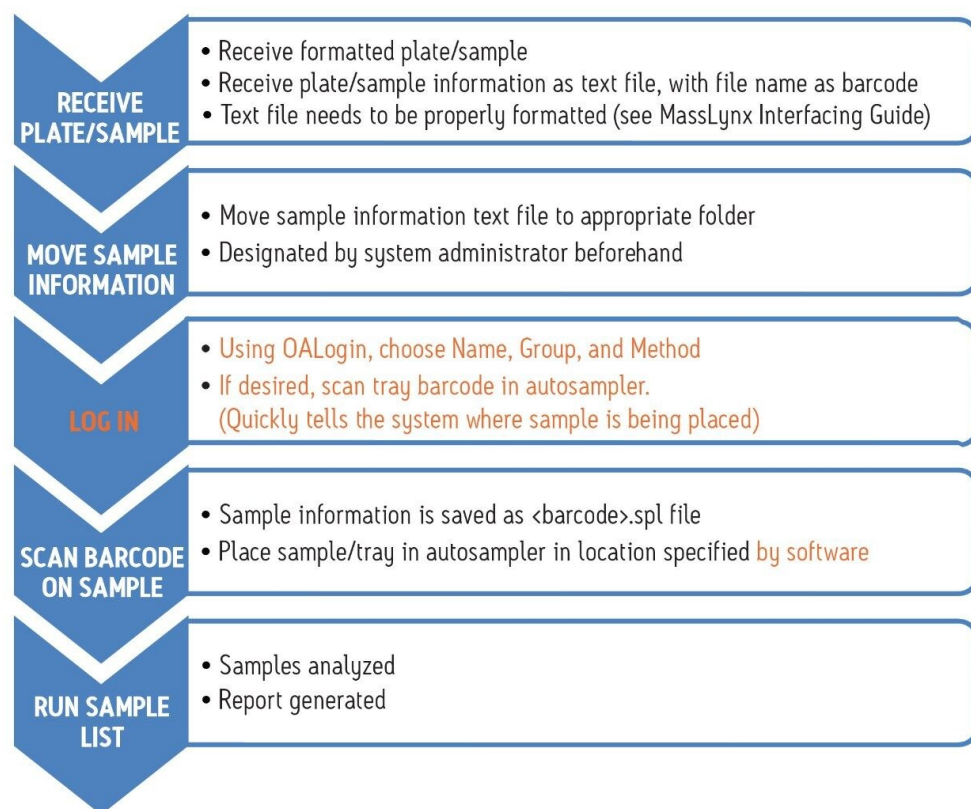 RECEIVE
PLATE/SAMPLE
• Receive formatted plate/sample
• Receive plate/sample information as text file, with file name as barcode
• Text file needs to be properly formatted (see MassLynx Interfacing Guide)
MOVE SAMPLE
INFORMATION
• Move sample information text file to appropriate folder
• Designated by system administrator beforehand
LOG IN
• Using OALogin, choose Name, Group, and Method
• If desired, scan tray barcode in autosampler.
(Quickly tells the system where sample is being placed)
SCAN BARCODE
ON SAMPLE
• Sample information is saved as <barcode>.spl file
• Place sample/tray in autosampler in location specified by software
RUN SAMPLE
LIST
• Samples analyzed
• Report generated